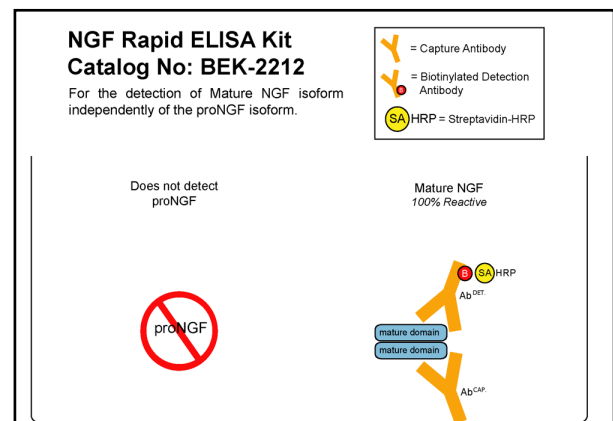 NGF Rapid ELISA Kit
Catalog No: BEK-2212
For the detection of Mature NGF isoform
independently of the proNGF isoform.
= Capture Antibody
= Biotinylated Detection
Antibody
B
SA HRP = Streptavidin-HRP
Does not detect
proNGF
Mature NGF
100% Reactive
proNGF
B SA HRP
Ab DET.
mature domain
mature domain
Ab CAP.